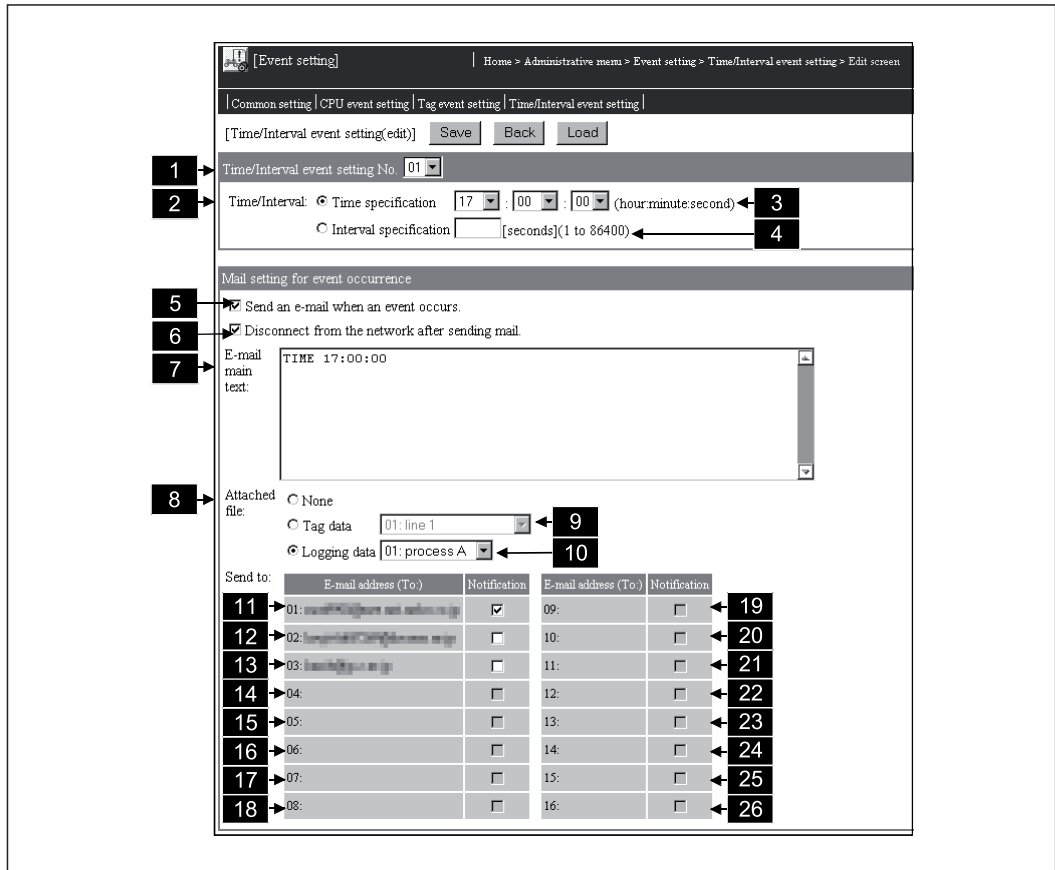 [Event setting] | Home > Administrative menu > Event setting > Time/Interval event setting > Edit screen
| Common setting | CPU event setting | Tag event setting | Time/Interval event setting |
[Time/Interval event setting(edit)] Save Back Load
1 Time/Interval event setting No. 01
2 Time/Interval: Time specification 17 : 00 : 00 (hour:minute:second) 3
Interval specification [seconds](1 to 86400) 4
Mail setting for event occurrence
5 Send an e-mail when an event occurs.
6 Disconnect from the network after sending mail.
7 E-mail main text: TIME 17:00:00
8 Attached file: None
Tag data 01: line 1 9
Logging data 01: process A 10
Send to: E-mail address (To:) Notification E-mail address (To:) Notification
11 01: 09: 19
12 02: 10: 20
13 03: 11: 21
14 04: 12: 22
15 05: 13: 23
16 06: 14: 24
17 07: 15: 25
18 08: 16: 26